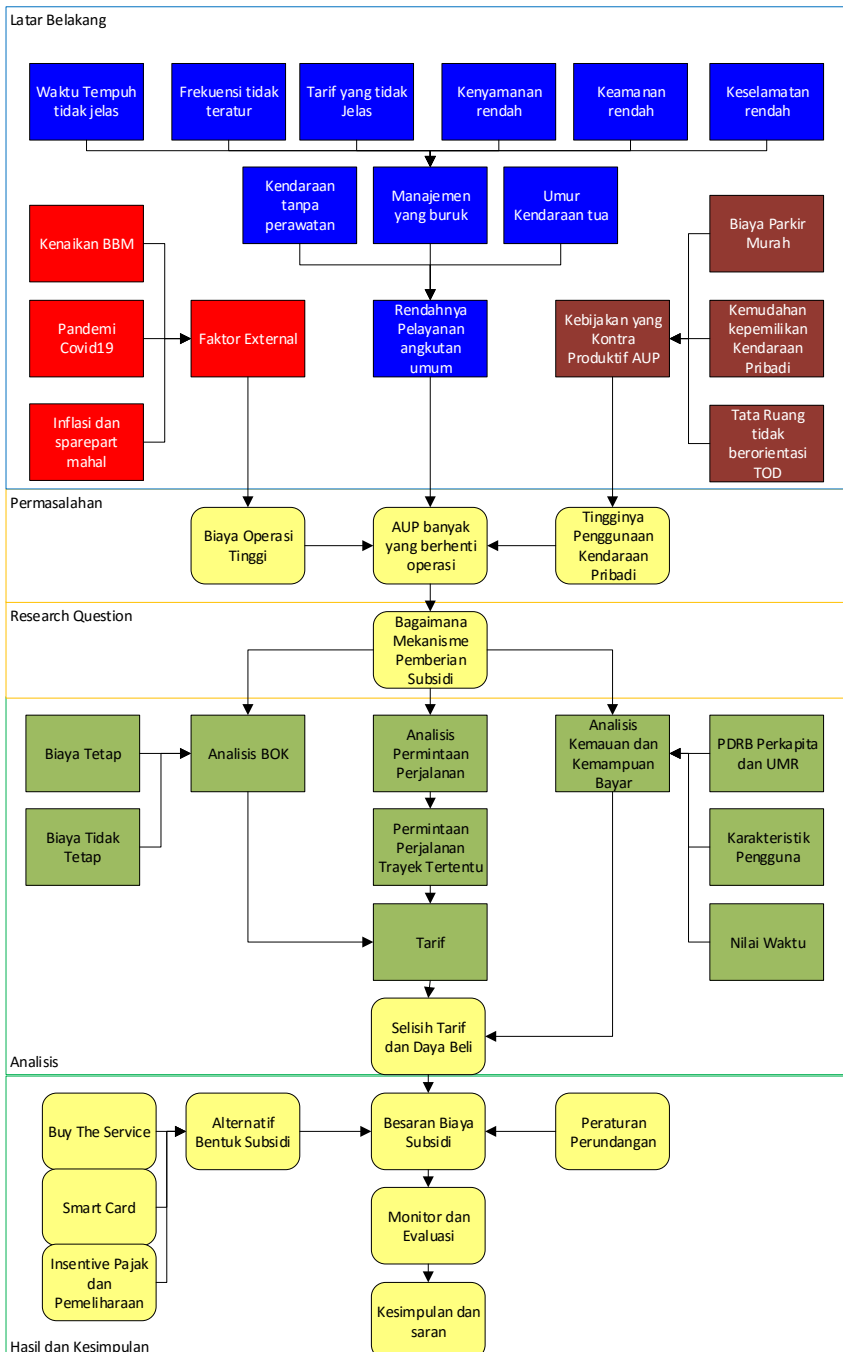 Latar Belakang
Waktu Tempuh
tidak jelas
Frekuensi tidak
teratur
Tarif yang tidak
Jelas
Kenyamanan
rendah
Keamanan
rendah
Keselamatan
rendah
Kendaraan
tanpa
perawatan
Manajemen
yang buruk
Umur
Kendaraan tua
Kenaikan BBM
Biaya Parkir
Murah
Pandemi
Covid19
Faktor External
Rendahnya
Pelayanan
angkutan
umum
Kebijakan yang
Kontra
Produktif AUP
Kemudahan
kepemilikan
Kendaraan
Pribadi
Inflasi dan
sparepart
mahal
Tata Ruang
tidak
berorientasi
TOD
Permasalahan
Biaya Operasi
Tinggi
AUP banyak
yang berhenti
operasi
Tingginya
Penggunaan
Kendaraan
Pribadi
Research Question
Bagaimana
Mekanisme
Pemberian
Subsidi
Biaya Tetap
Analisis BOK
Analisis
Permintaan
Perjalanan
Analisis
Kemauan dan
Kemampuan
Bayar
PDRB Perkapita
dan UMR
Biaya Tidak
Tetap
Permintaan
Perjalanan
Trayek Tertentu
Karakteristik
Pengguna
Tarif
Nilai Waktu
Selisih Tarif
dan Daya Beli
Analisis
Buy The Service
Alternatif
Bentuk Subsidi
Besaran Biaya
Subsidi
Peraturan
Perundangan
Smart Card
Monitor dan
Evaluasi
Insentive Pajak
dan
Pemeliharaan
Kesimpulan dan
saran
Hasil dan Kesimpulan